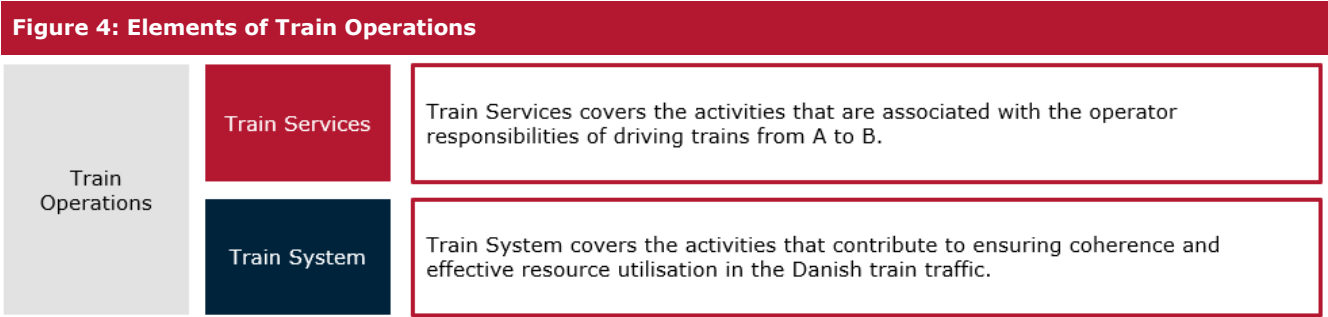 Figure 4: Elements of Train Operations
Train
Operations
Train Services
Train Services covers the activities that are associated with the operator
responsibilities of driving trains from A to B.
Train System
Train System covers the activities that contribute to ensuring coherence and
effective resource utilisation in the Danish train traffic.